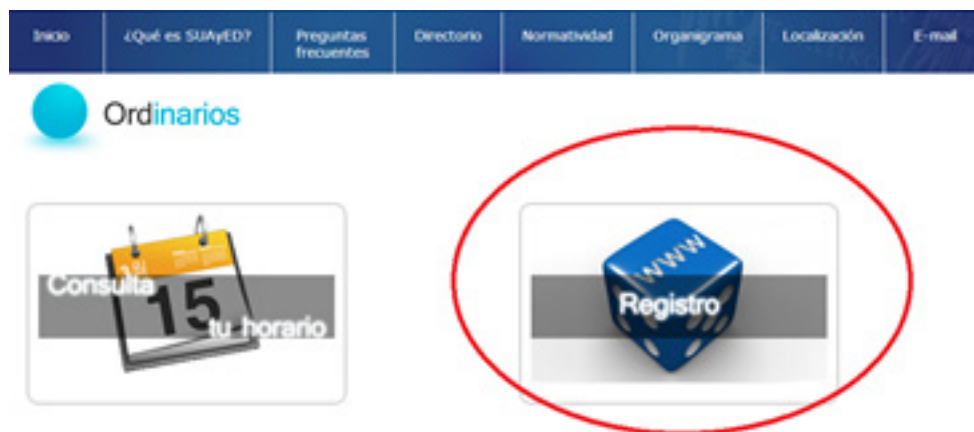 Inicio
¿Qué es SUAyED?
Preguntas
frecuentes
Directorio
Normatividad
Organigrama
Localización
E-mail
Ordinarios
Consulta
15
tu horario
WWW
Registro